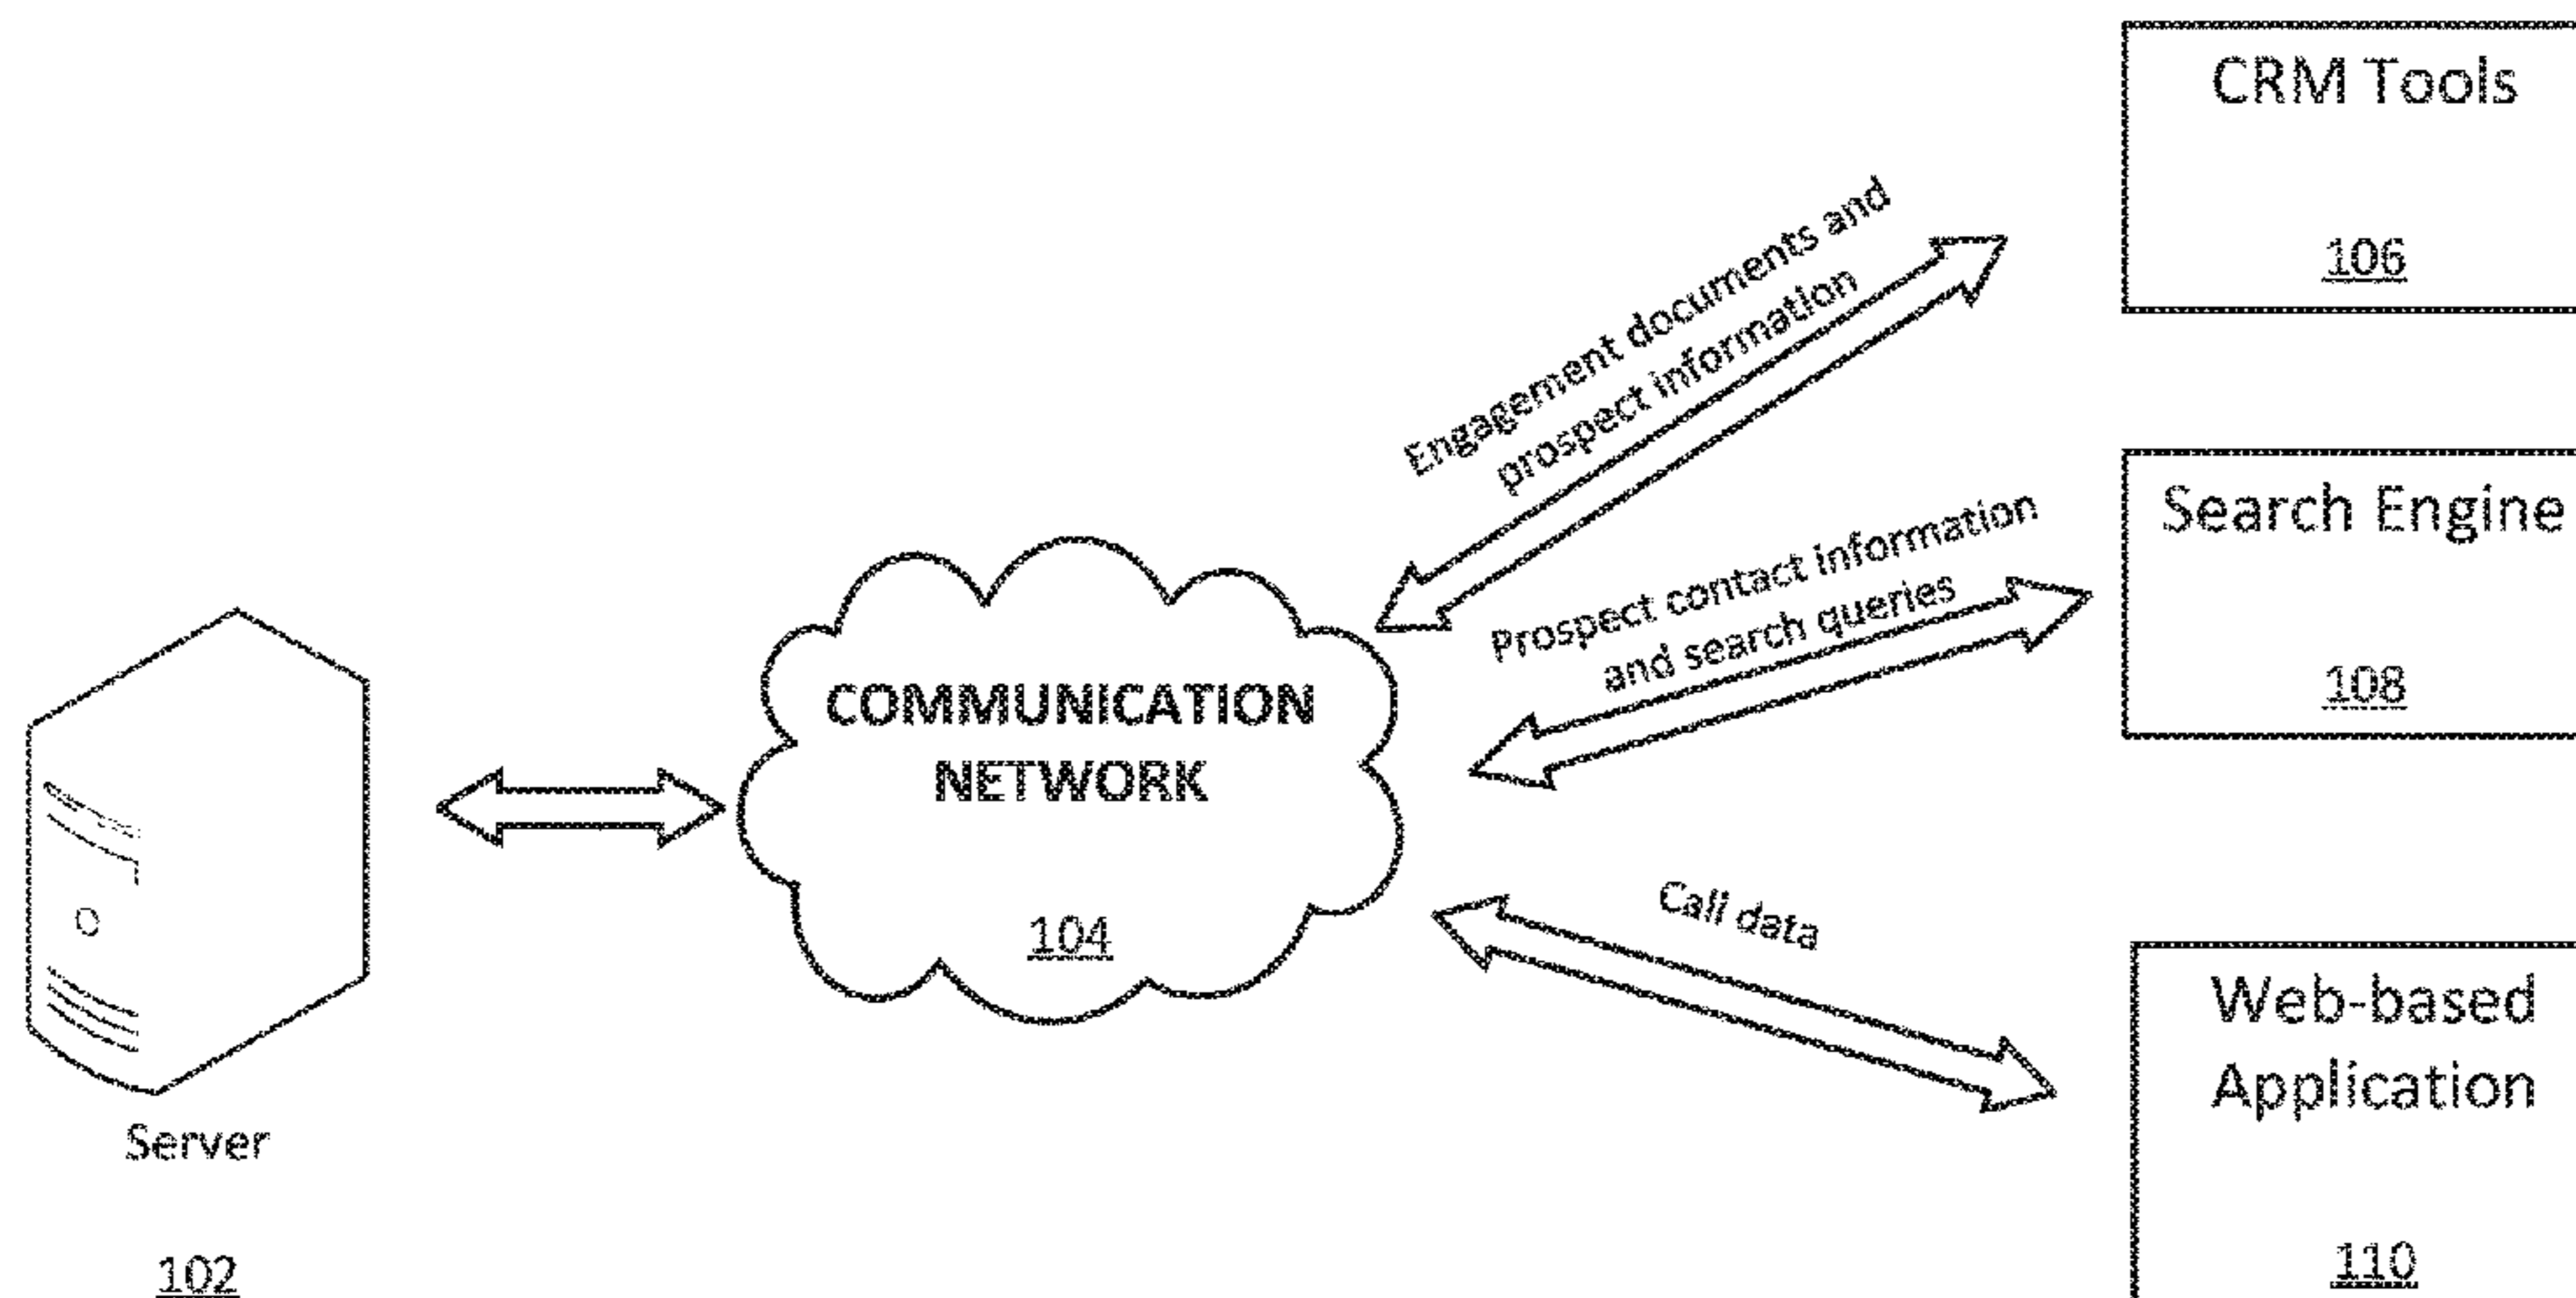 CRM Tools
106
Engagement documents and
prospect information
Search Engine
108
Prospect contact information
and search queries
COMMUNICATION
NETWORK
104
Call data
Web-based
Application
110
Server
102